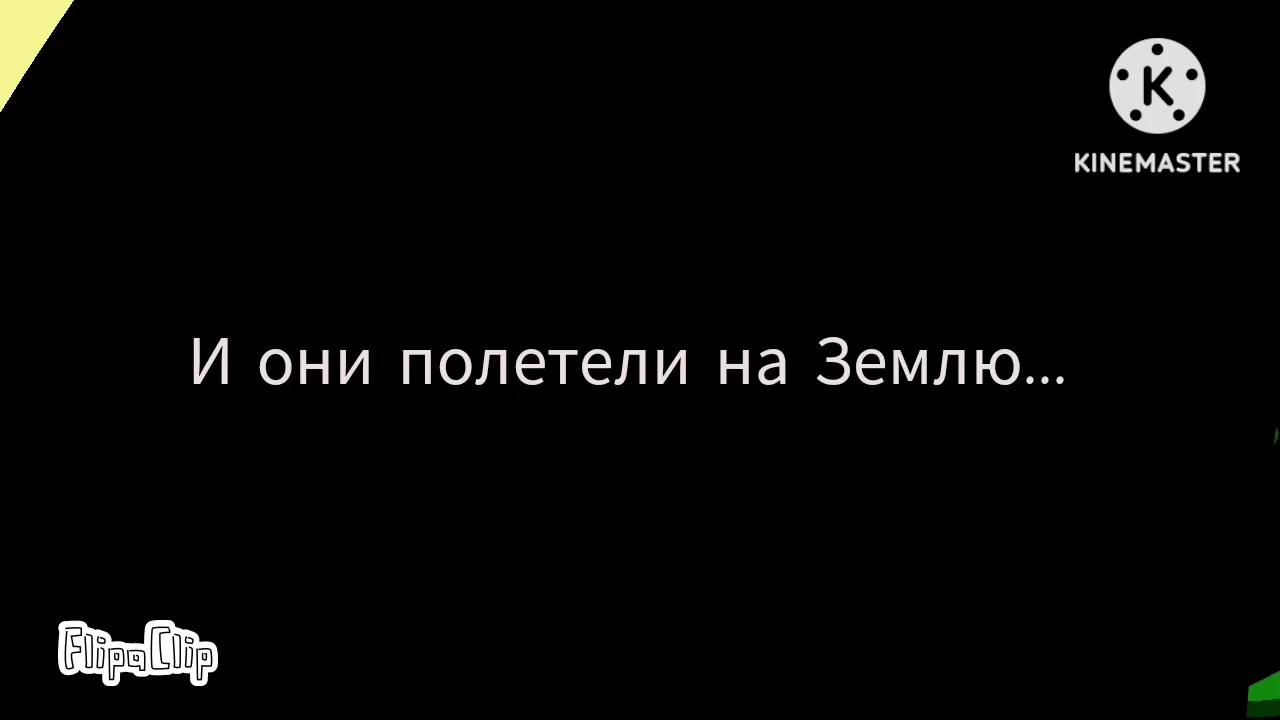 K
KINEMASTER
И они полетели на Землю...
FlipaClip